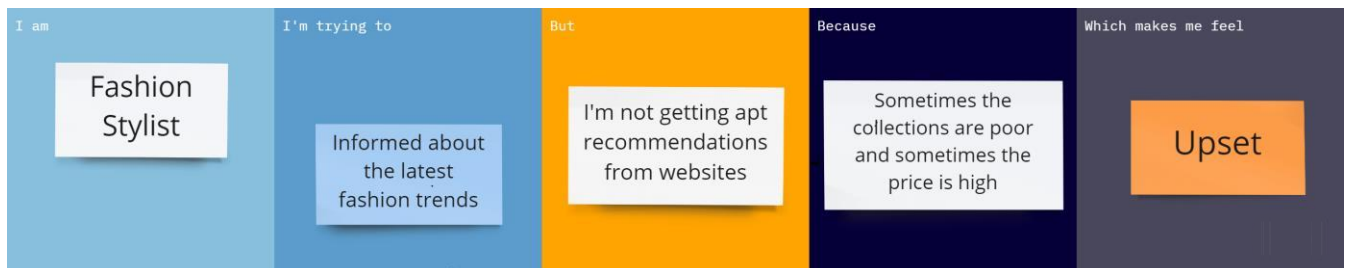 I am
Fashion
Stylist
I'm trying to
Informed about
the latest
fashion trends
But
I'm not getting apt
recommendations
from websites
Because
Sometimes the
collections are poor
and sometimes the
price is high
Which makes me feel
Upset